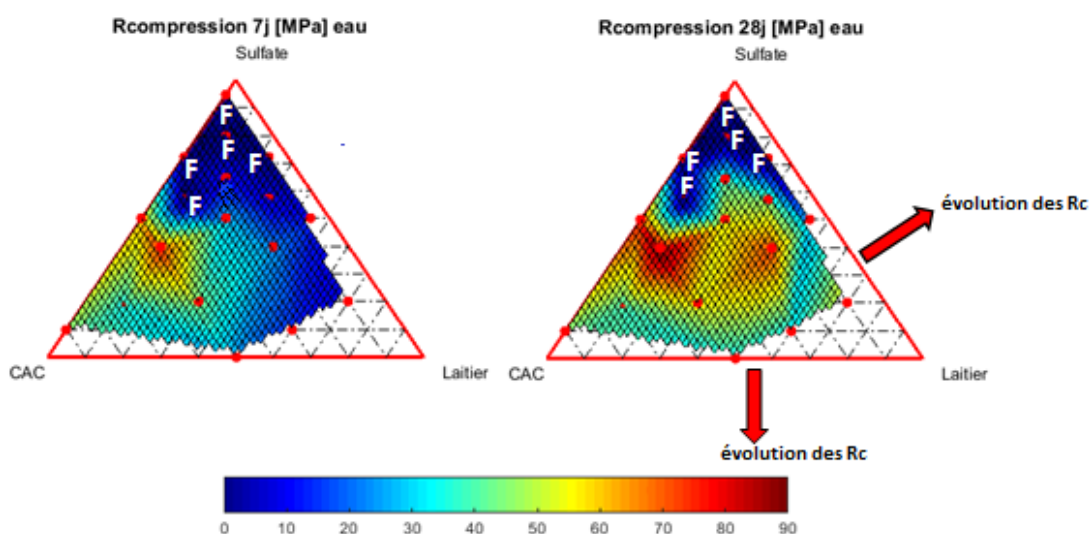 Rcompression 7j [MPa] eau
Sulfate
F
F
F
F
F
CAC
Laitier
Rcompression 28j [MPa] eau
Sulfate
F
F
F
F
F
CAC
Laitier
évolution des Rc
évolution des Rc
0 10 20 30 40 50 60 70 80 90